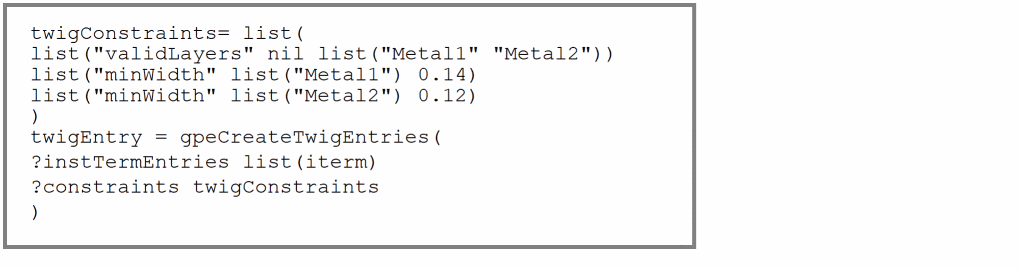 twigConstraints= list(
list("validLayers" nil list("Metal1" "Metal2"))
list("minWidth" list("Metal1") 0.14)
list("minWidth" list("Metal2") 0.12)
)
twigEntry = gpeCreateTwigEntries(
?instTermEntries list(iterm)
?constraints twigConstraints
)